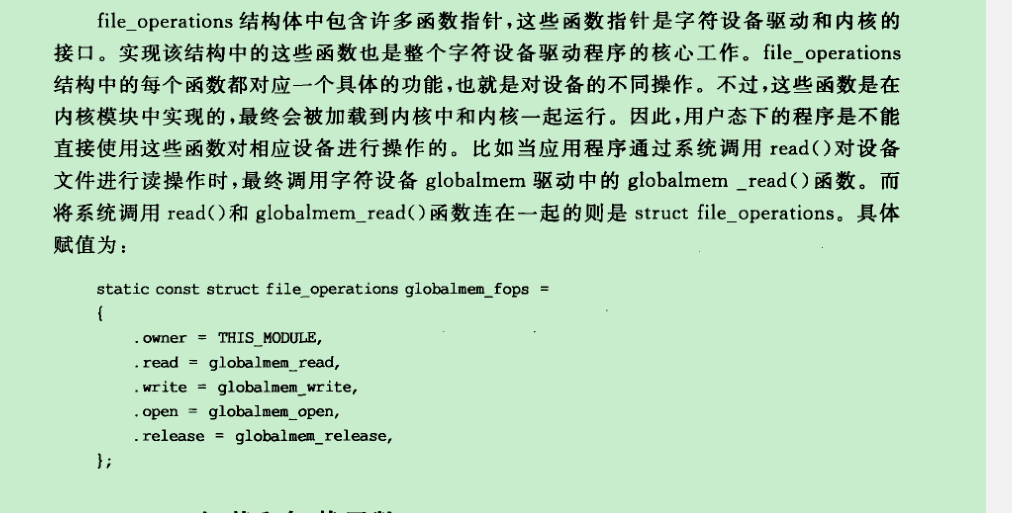 file_operations 结构体中包含许多函数指针,这些函数指针是字符设备驱动和内核的
接口。实现该结构中的这些函数也是整个字符设备驱动程序的核心工作。file_operations
结构中的每个函数都对应一个具体的功能,也就是对设备的不同操作。不过,这些函数是在
内核模块中实现的,最终会被加载到内核中和内核一起运行。因此,用户态下的程序是不能
直接使用这些函数对相应设备进行操作的。比如当应用程序通过系统调用 read()对设备
文件进行读操作时,最终调用字符设备 globalmem 驱动中的 globalmem _read()函数。而
将系统调用 read()和 globalmem_read()函数连在一起的则是 struct file_operations。具体
赋值为:
static const struct file_operations globalmem_fops =
{
.owner = THIS_MODULE,
.read = globalmem_read,
.write = globalmem_write,
.open = globalmem_open,
.release = globalmem_release,
};